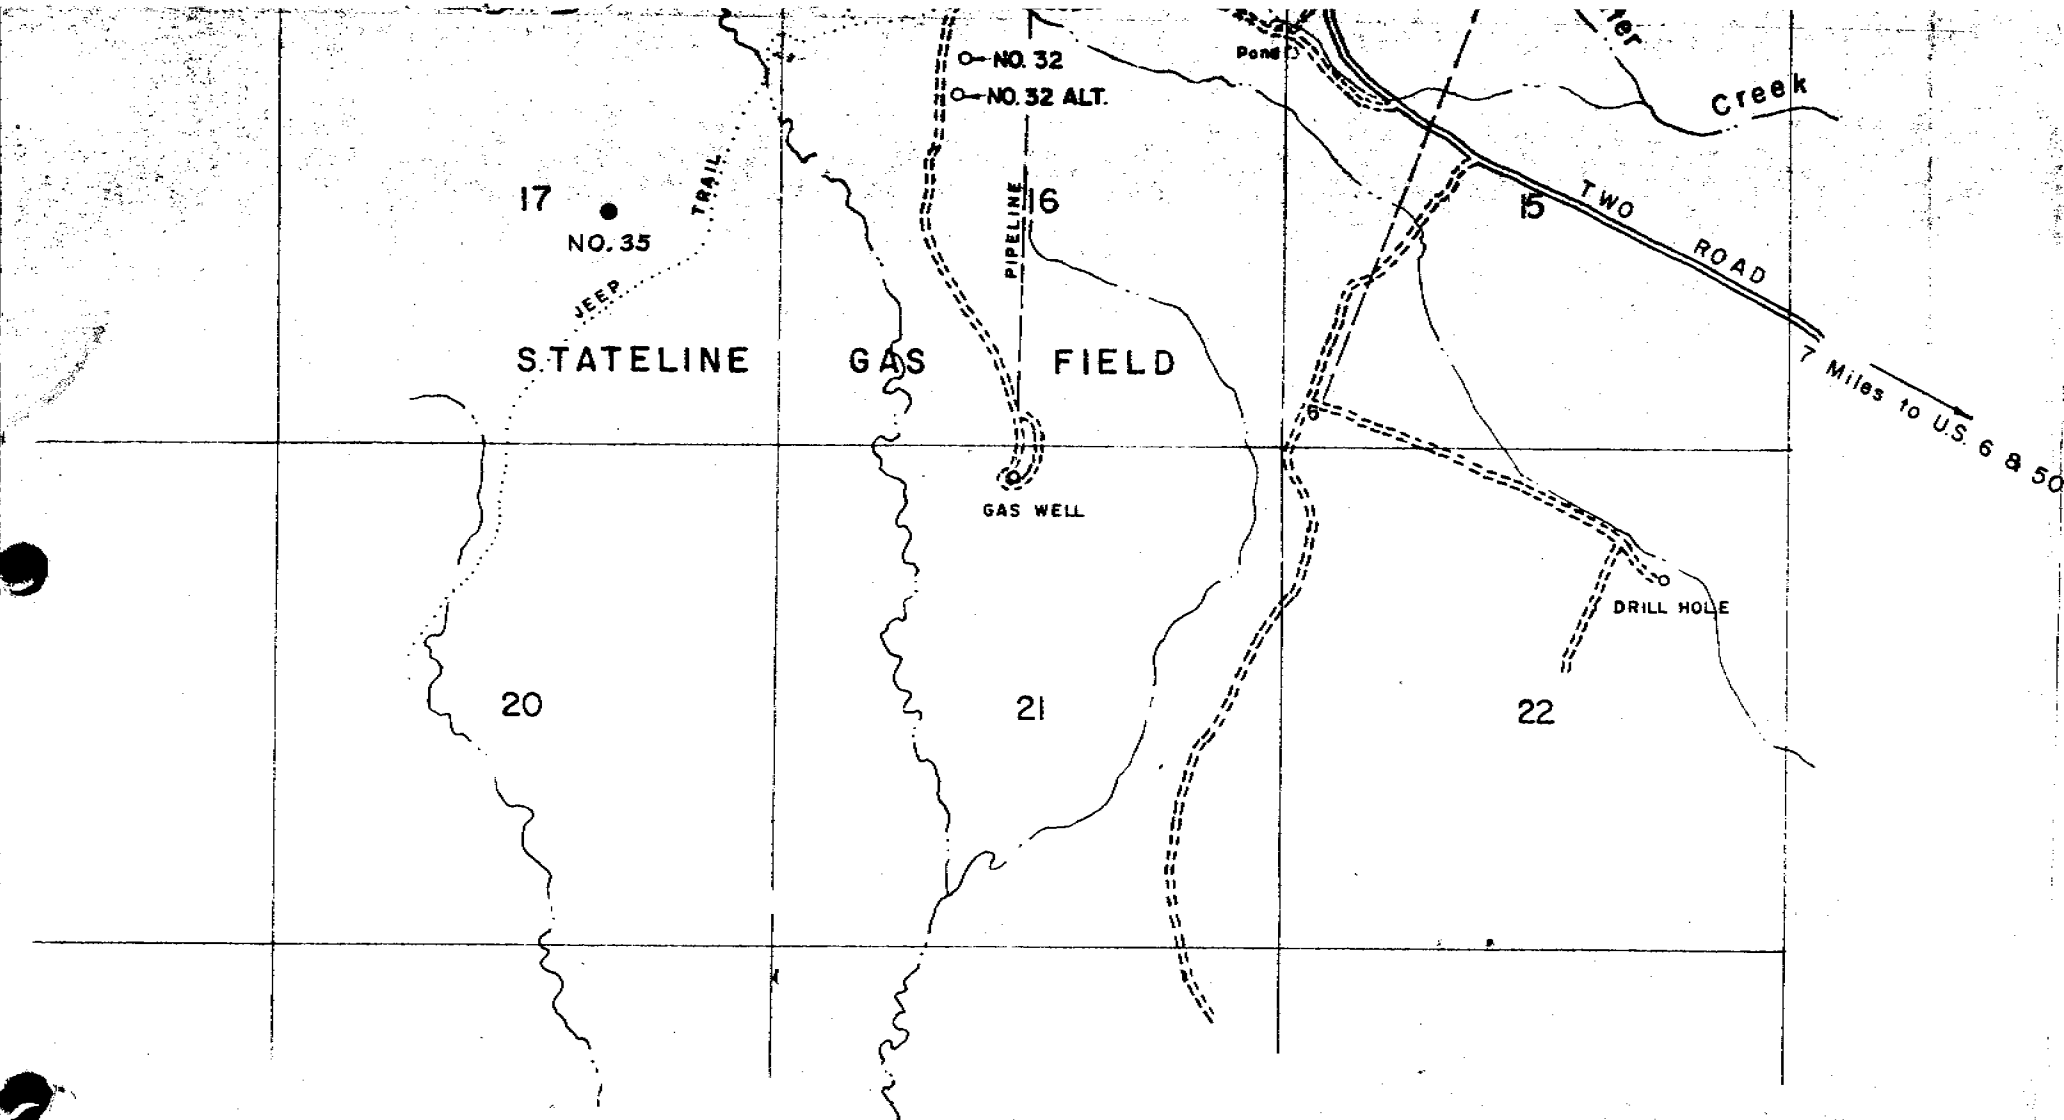 NO. 32
Pond
NO. 32 ALT.
Creek
17
NO. 35
TRAIL
JEEP
PIPELINE
16
15
TWO
ROAD
STATELINE GAS FIELD
7 Miles to U.S. 6 & 50
6
GAS WELL
DRILL HOLE
20
21
22